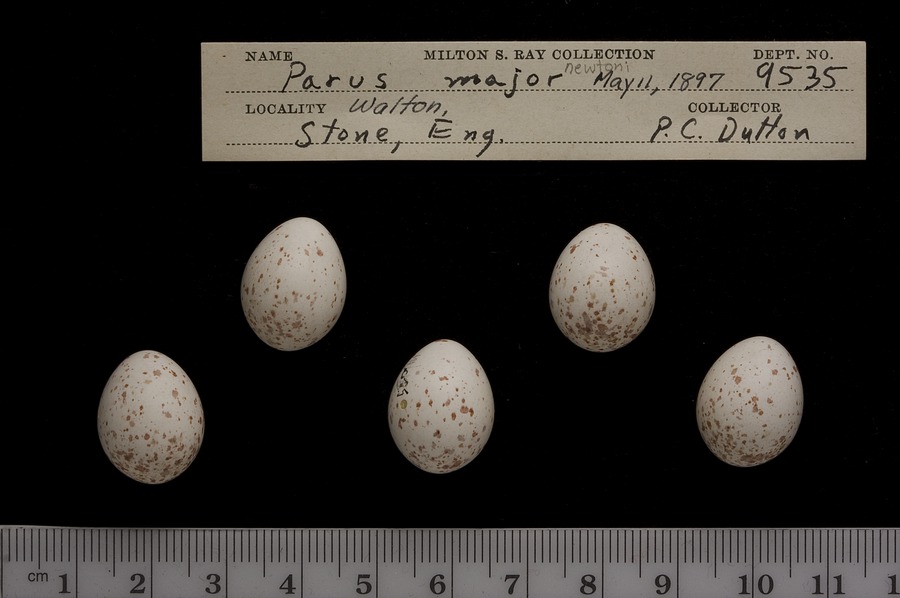 NAME MILTON S. RAY COLLECTION DEPT. NO.
Parus major newtoni May 11, 1897 9535
LOCALITY Walton, COLLECTOR
Stone, Eng. P. C. Dutton
cm 1 2 3 4 5 6 7 8 9 10 11 1